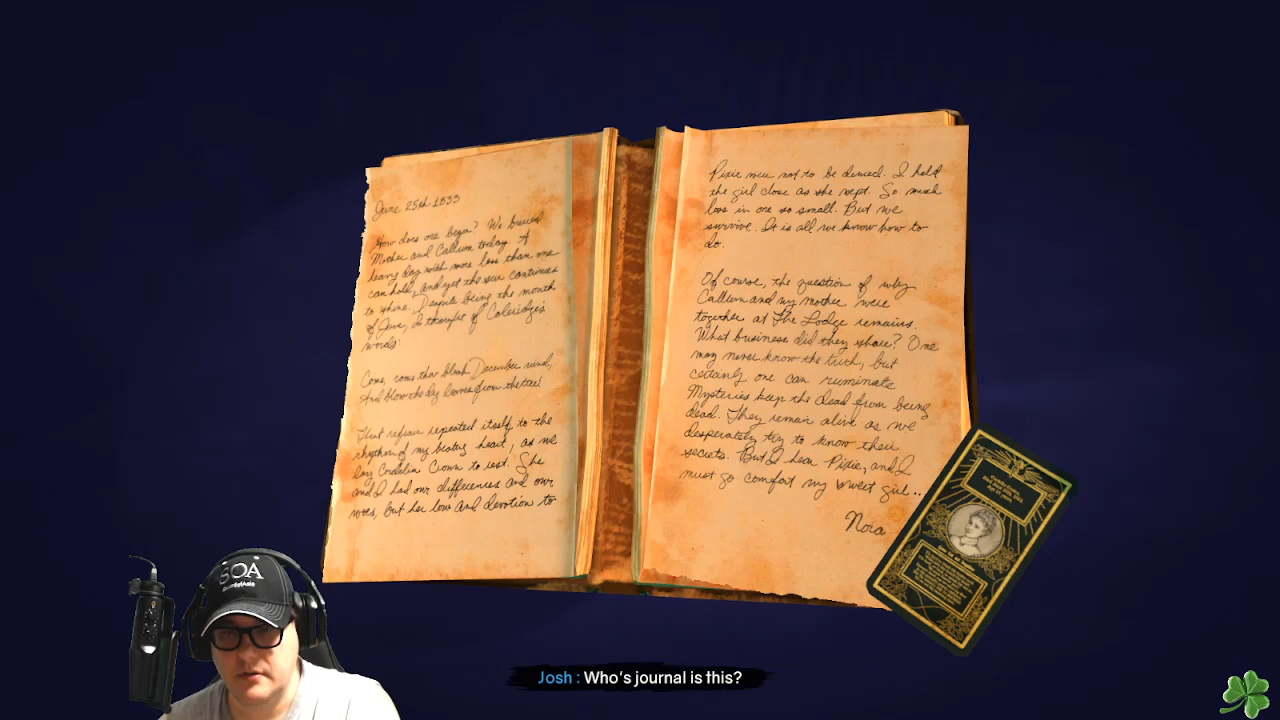 June 25th 1833
How does one begin? We buried
Mother and Callum today. A
heavy day with more loss than one
can hold, and yet the sun continues
to shine. Despite being the month
of June, I thought of Coleridge's
words:
Come, come thou bleak December wind,
And blow the dry leaves from the tree!
That refrain repeated itself to the
rhythm of my beating heart, as we
lay Cordelia Crown to rest. She
and I had our differences and our
woes, but her love and devotion to
Pixie were not to be denied. I held
the girl close as she wept. So much
loss in one so small. But we
survive. It is all we know how to
do.
Of course, the question of why
Callum and my mother were
together at The Lodge remains.
What business did they share? One
may never know the truth, but
certainly one can ruminate
Mysteries keep the dead from being
dead. They remain alive as we
desperately try to know their
secrets. But I hear Pixie, and I
must go comfort my sweet girl..
Nora
SOA
Josh : Who's journal is this?